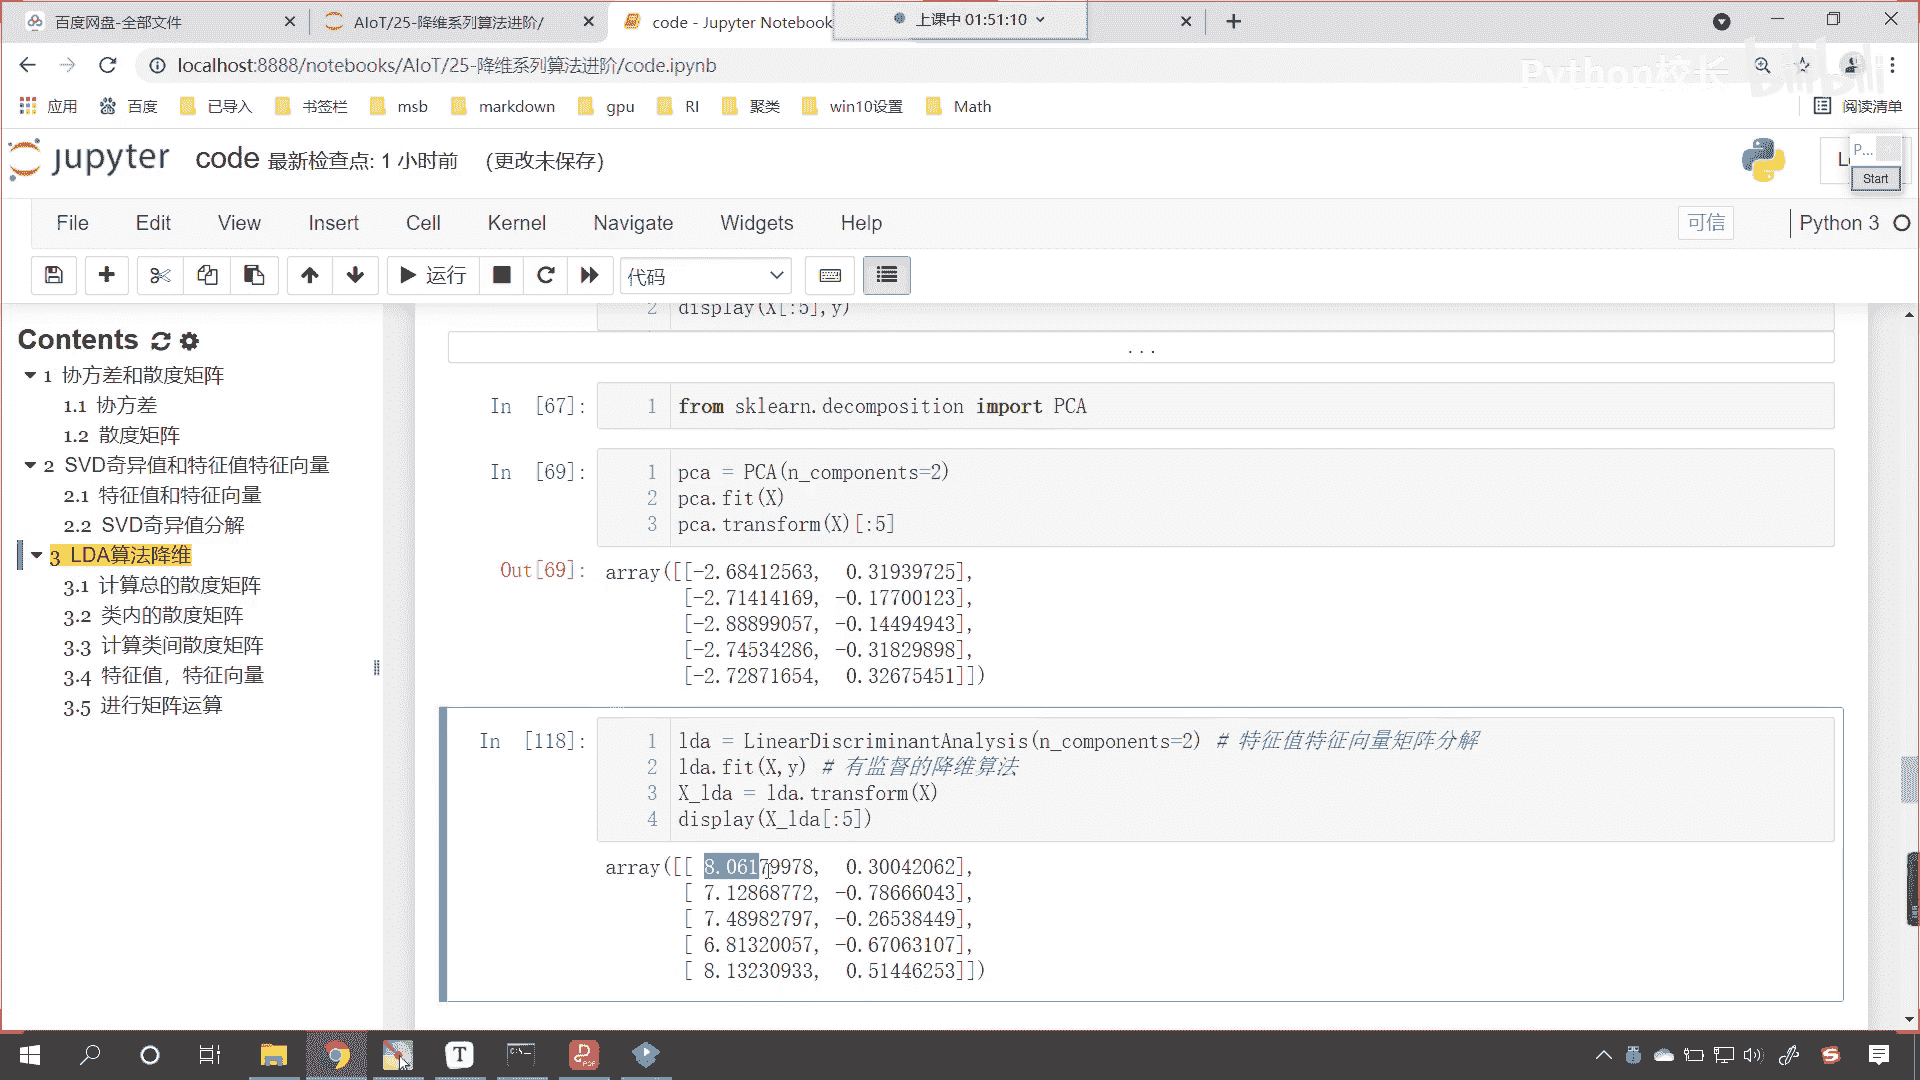 百度网盘-全部文件
AIoT/25-降维系列算法进阶/
code - Jupyter Notebook
上课中 01:51:10
localhost:8888/notebooks/AIoT/25-降维系列算法进阶/code.ipynb
Python校长
bilibili
应用 百度 已导入 书签栏 msb markdown gpu RI 聚类 win10设置 Math 阅读清单
jupyter code 最新检查点: 1 小时前 (更改未保存)
P...
Start
File Edit View Insert Cell Kernel Navigate Widgets Help 可信 Python 3
运行 代码
Contents
1 协方差和散度矩阵
1.1 协方差
1.2 散度矩阵
2 SVD奇异值和特征值特征向量
2.1 特征值和特征向量
2.2 SVD奇异值分解
3 LDA算法降维
3.1 计算总的散度矩阵
3.2 类内的散度矩阵
3.3 计算类间散度矩阵
3.4 特征值，特征向量
3.5 进行矩阵运算
2 display(X[:5],y)
...
In [67]: 1 from sklearn.decomposition import PCA
In [69]: 1 pca = PCA(n_components=2)
2 pca.fit(X)
3 pca.transform(X)[:5]
Out[69]: array([[-2.68412563, 0.31939725],
[-2.71414169, -0.17700123],
[-2.88899057, -0.14494943],
[-2.74534286, -0.31829898],
[-2.72871654, 0.32675451]])
In [118]: 1 lda = LinearDiscriminantAnalysis(n_components=2) # 特征值特征向量矩阵分解
2 lda.fit(X,y) # 有监督的降维算法
3 X_lda = lda.transform(X)
4 display(X_lda[:5])
array([[ 8.06179978, 0.30042062],
[ 7.12868772, -0.78666043],
[ 7.48982797, -0.26538449],
[ 6.81320057, -0.67063107],
[ 8.13230933, 0.51446253]])